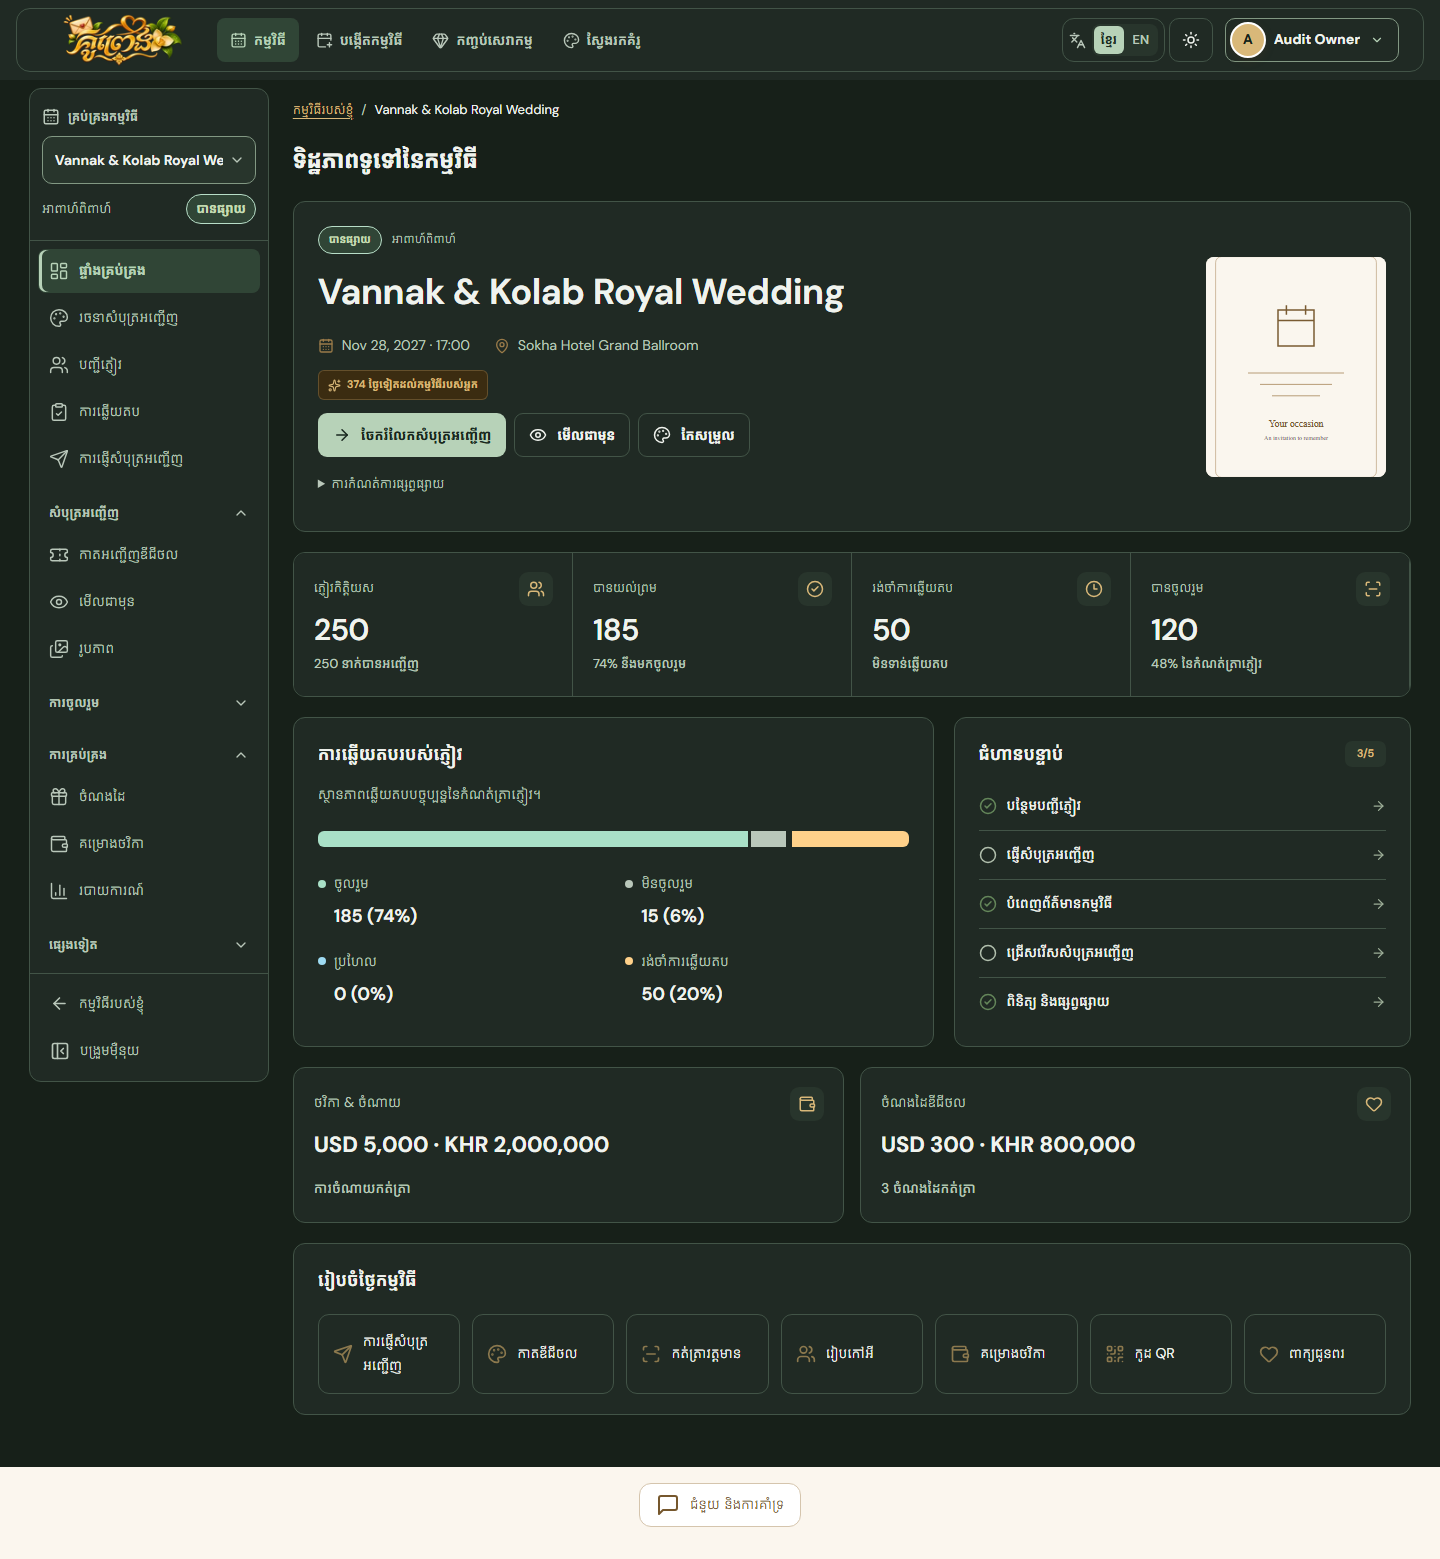 គូព្រេង
កម្មវិធី
បង្កើតកម្មវិធី
កញ្ចប់សេវាកម្ម
ស្វែងរកគំរូ
ខ្មែរ
EN
A
Audit Owner
គ្រប់គ្រងកម្មវិធី
Vannak & Kolab Royal We
អាពាហ៍ពិពាហ៍
បានផ្សាយ
ផ្ទាំងគ្រប់គ្រង
រចនាសំបុត្រអញ្ជើញ
បញ្ជីភ្ញៀវ
ការឆ្លើយតប
ការផ្ញើសំបុត្រអញ្ជើញ
សំបុត្រអញ្ជើញ
កាតអញ្ជើញឌីជីថល
មើលជាមុន
រូបភាព
ការចូលរួម
ការគ្រប់គ្រង
ចំណងដៃ
គម្រោងថវិកា
របាយការណ៍
ផ្សេងទៀត
កម្មវិធីរបស់ខ្ញុំ
បង្រួមម៉ឺនុយ
កម្មវិធីរបស់ខ្ញុំ / Vannak & Kolab Royal Wedding
ទិដ្ឋភាពទូទៅនៃកម្មវិធី
បានផ្សាយ
អាពាហ៍ពិពាហ៍
Vannak & Kolab Royal Wedding
Nov 28, 2027 · 17:00
Sokha Hotel Grand Ballroom
374 ថ្ងៃទៀតដល់កម្មវិធីរបស់អ្នក
ចែករំលែកសំបុត្រអញ្ជើញ
មើលជាមុន
កែសម្រួល
ការកំណត់ការផ្សព្វផ្សាយ
Your occasion
An invitation to remember
ភ្ញៀវកិត្តិយស
250
250 នាក់បានអញ្ជើញ
បានយល់ព្រម
185
74% នឹងមកចូលរួម
រង់ចាំការឆ្លើយតប
50
មិនទាន់ឆ្លើយតប
បានចូលរួម
120
48% នៃកំណត់ត្រាភ្ញៀវ
ការឆ្លើយតបរបស់ភ្ញៀវ
ស្ថានភាពឆ្លើយតបបច្ចុប្បន្ននៃកំណត់ត្រាភ្ញៀវ។
ចូលរួម
185 (74%)
មិនចូលរួម
15 (6%)
ប្រហែល
0 (0%)
រង់ចាំការឆ្លើយតប
50 (20%)
ជំហានបន្ទាប់
3/5
បន្ថែមបញ្ជីភ្ញៀវ
ផ្ញើសំបុត្រអញ្ជើញ
បំពេញព័ត៌មានកម្មវិធី
ជ្រើសរើសសំបុត្រអញ្ជើញ
ពិនិត្យ និងផ្សព្វផ្សាយ
ថវិកា & ចំណាយ
USD 5,000 · KHR 2,000,000
ការចំណាយកត់ត្រា
ចំណងដៃឌីជីថល
USD 300 · KHR 800,000
3 ចំណងដៃកត់ត្រា
រៀបចំថ្ងៃកម្មវិធី
ការផ្ញើសំបុត្រ
អញ្ជើញ
កាតឌីជីថល
កត់ត្រាវត្តមាន
រៀបកៅអី
គម្រោងថវិកា
កូដ QR
ពាក្យជូនពរ
ជំនួយ និងការគាំទ្រ